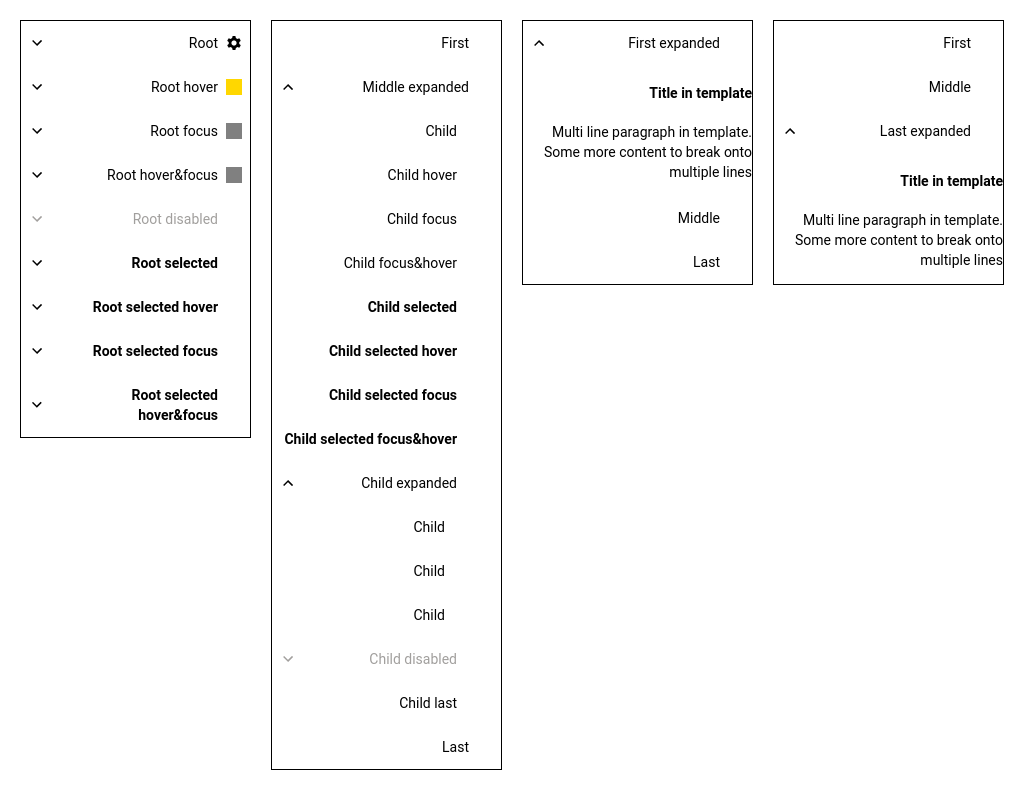 Root
Root hover
Root focus
Root hover&focus
Root disabled
Root selected
Root selected hover
Root selected focus
Root selected
hover&focus
First
Middle expanded
Child
Child hover
Child focus
Child focus&hover
Child selected
Child selected hover
Child selected focus
Child selected focus&hover
Child expanded
Child
Child
Child
Child disabled
Child last
Last
First expanded
Title in template
Multi line paragraph in template.
Some more content to break onto
multiple lines
Middle
Last
First
Middle
Last expanded
Title in template
Multi line paragraph in template.
Some more content to break onto
multiple lines